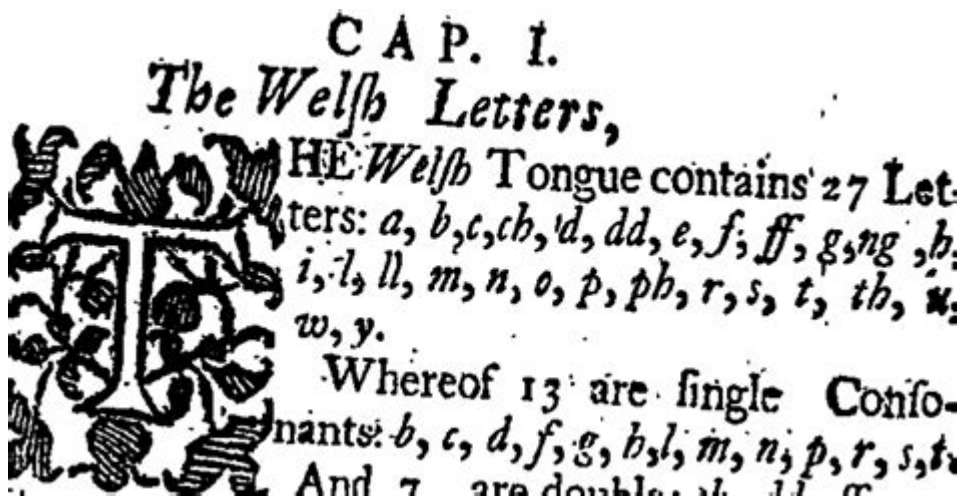 CAP. I.
The Welſh Letters,
THE Welſh Tongue contains 27 Let-
ters: a, b, c, ch, d, dd, e, f, ff, g, ng, h,
i, l, ll, m, n, o, p, ph, r, s, t, th, u,
w, y.
Whereof 13 are ſingle Conſo-
nants: b, c, d, f, g, h, l, m, n, p, r, s, t.
And 7 are double: